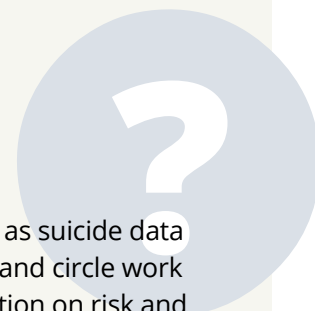 ?
as suicide data
and circle work
tion on risk and